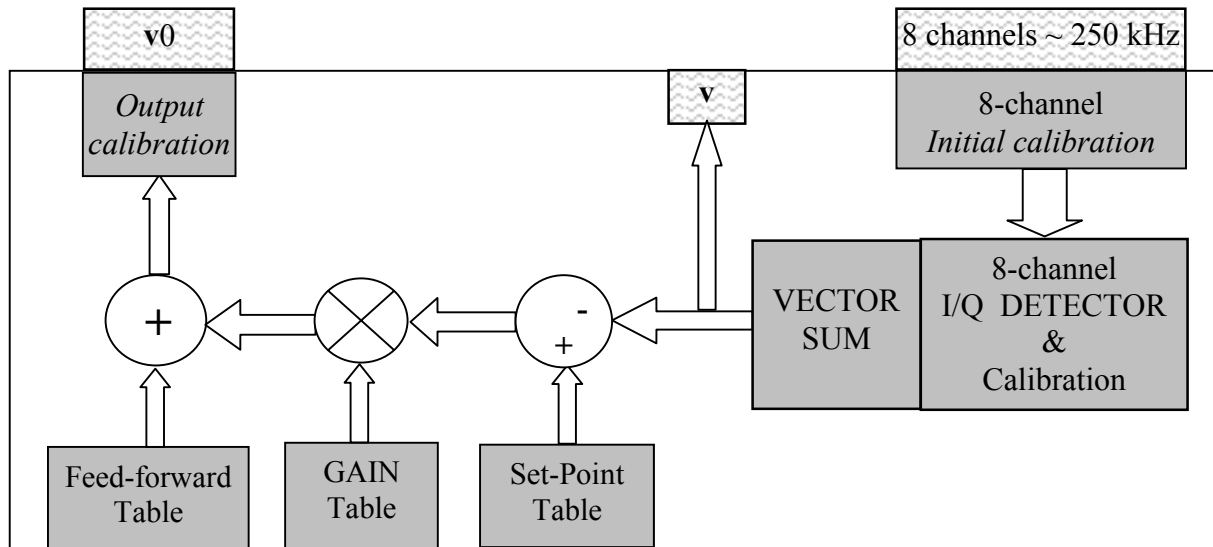 v0
8 channels ~ 250 kHz
Output
calibration
v
8-channel
Initial calibration
VECTOR
SUM
8-channel
I/Q DETECTOR
&
Calibration
+
-
+
Feed-forward
Table
GAIN
Table
Set-Point
Table